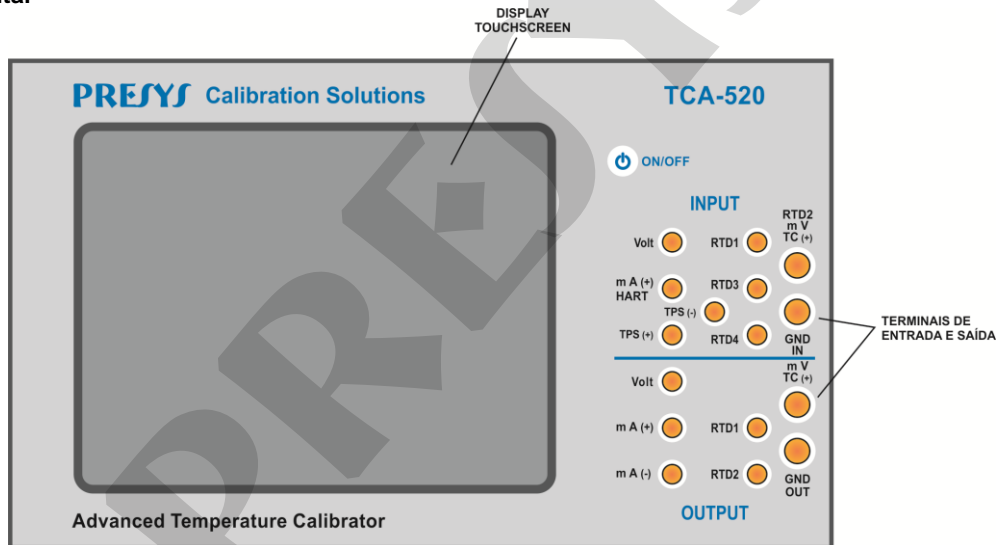 DISPLAY
TOUCHSCREEN
PRESYS Calibration Solutions
TCA-520
ON/OFF
INPUT
RTD2
m V
TC (+)
Volt
RTD1
m A (+)
HART
RTD3
TPS (-)
TPS (+)
RTD4
GND
IN
TERMINAIS DE
ENTRADA E SAÍDA
m V
TC (+)
Volt
m A (+)
RTD1
m A (-)
RTD2
GND
OUT
OUTPUT
Advanced Temperature Calibrator
PRESYS